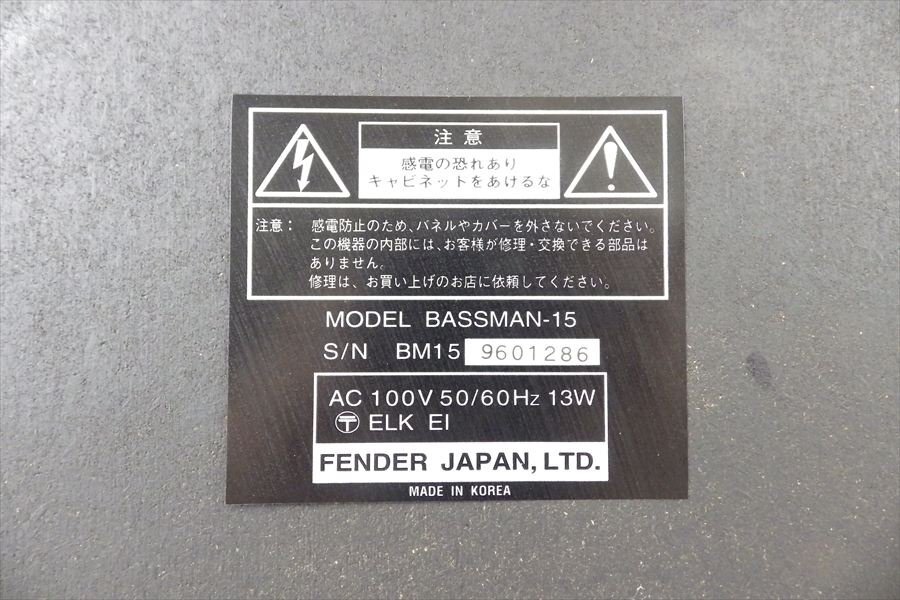 注意
感電の恐れあり
キャビネットをあけるな
注意： 感電防止のため、パネルやカバーを外さないでください。
この機器の内部には、お客様が修理・交換できる部品は
ありません。
修理は、お買い上げのお店に依頼してください。
MODEL BASSMAN-15
S/N BM15 9601286
AC 100V 50/60Hz 13W
〶 ELK EI
FENDER JAPAN, LTD.
MADE IN KOREA